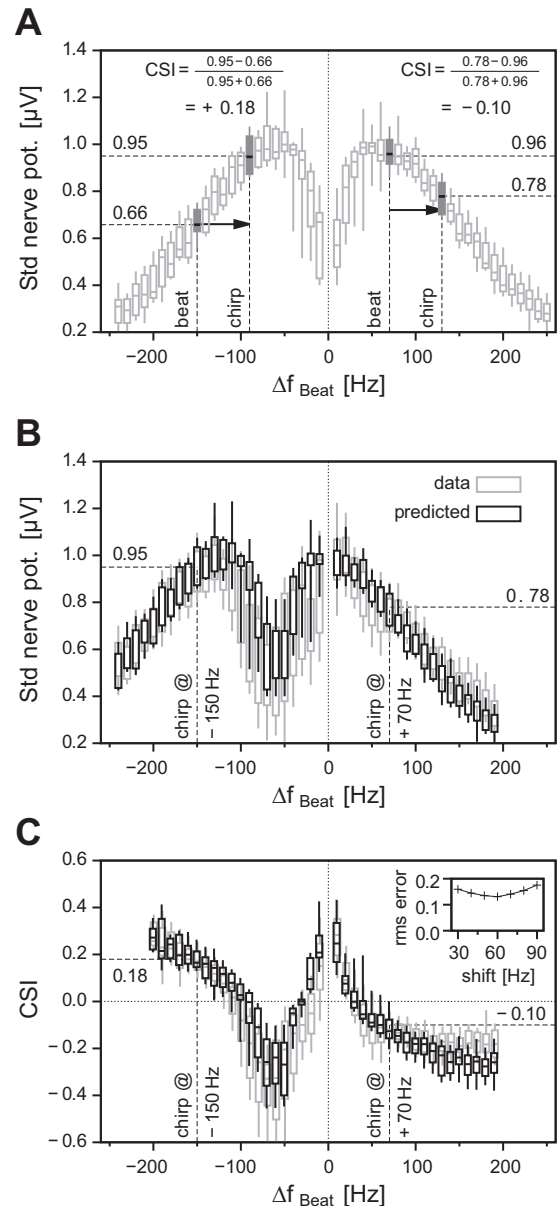 A
CSI = 0.95−0.66 / 0.95+0.66
= + 0.18
CSI = 0.78−0.96 / 0.78+0.96
= − 0.10
1.4
1.2
1.0
0.8
0.6
0.4
0.2
Std nerve pot. [µV]
0.95
0.66
0.96
0.78
beat
chirp
beat
chirp
−200 −100 0 100 200
Δf Beat [Hz]
B
1.4
1.2
1.0
0.8
0.6
0.4
0.2
Std nerve pot. [µV]
data
predicted
0.95
0.78
chirp @
− 150 Hz
chirp @
+ 70 Hz
−200 −100 0 100 200
Δf Beat [Hz]
C
0.6
0.4
0.2
0.0
−0.2
−0.4
−0.6
CSI
0.18
− 0.10
rms error
0.2
0.1
0.0
30 60 90
shift [Hz]
chirp @
− 150 Hz
chirp @
+ 70 Hz
−200 −100 0 100 200
Δf Beat [Hz]